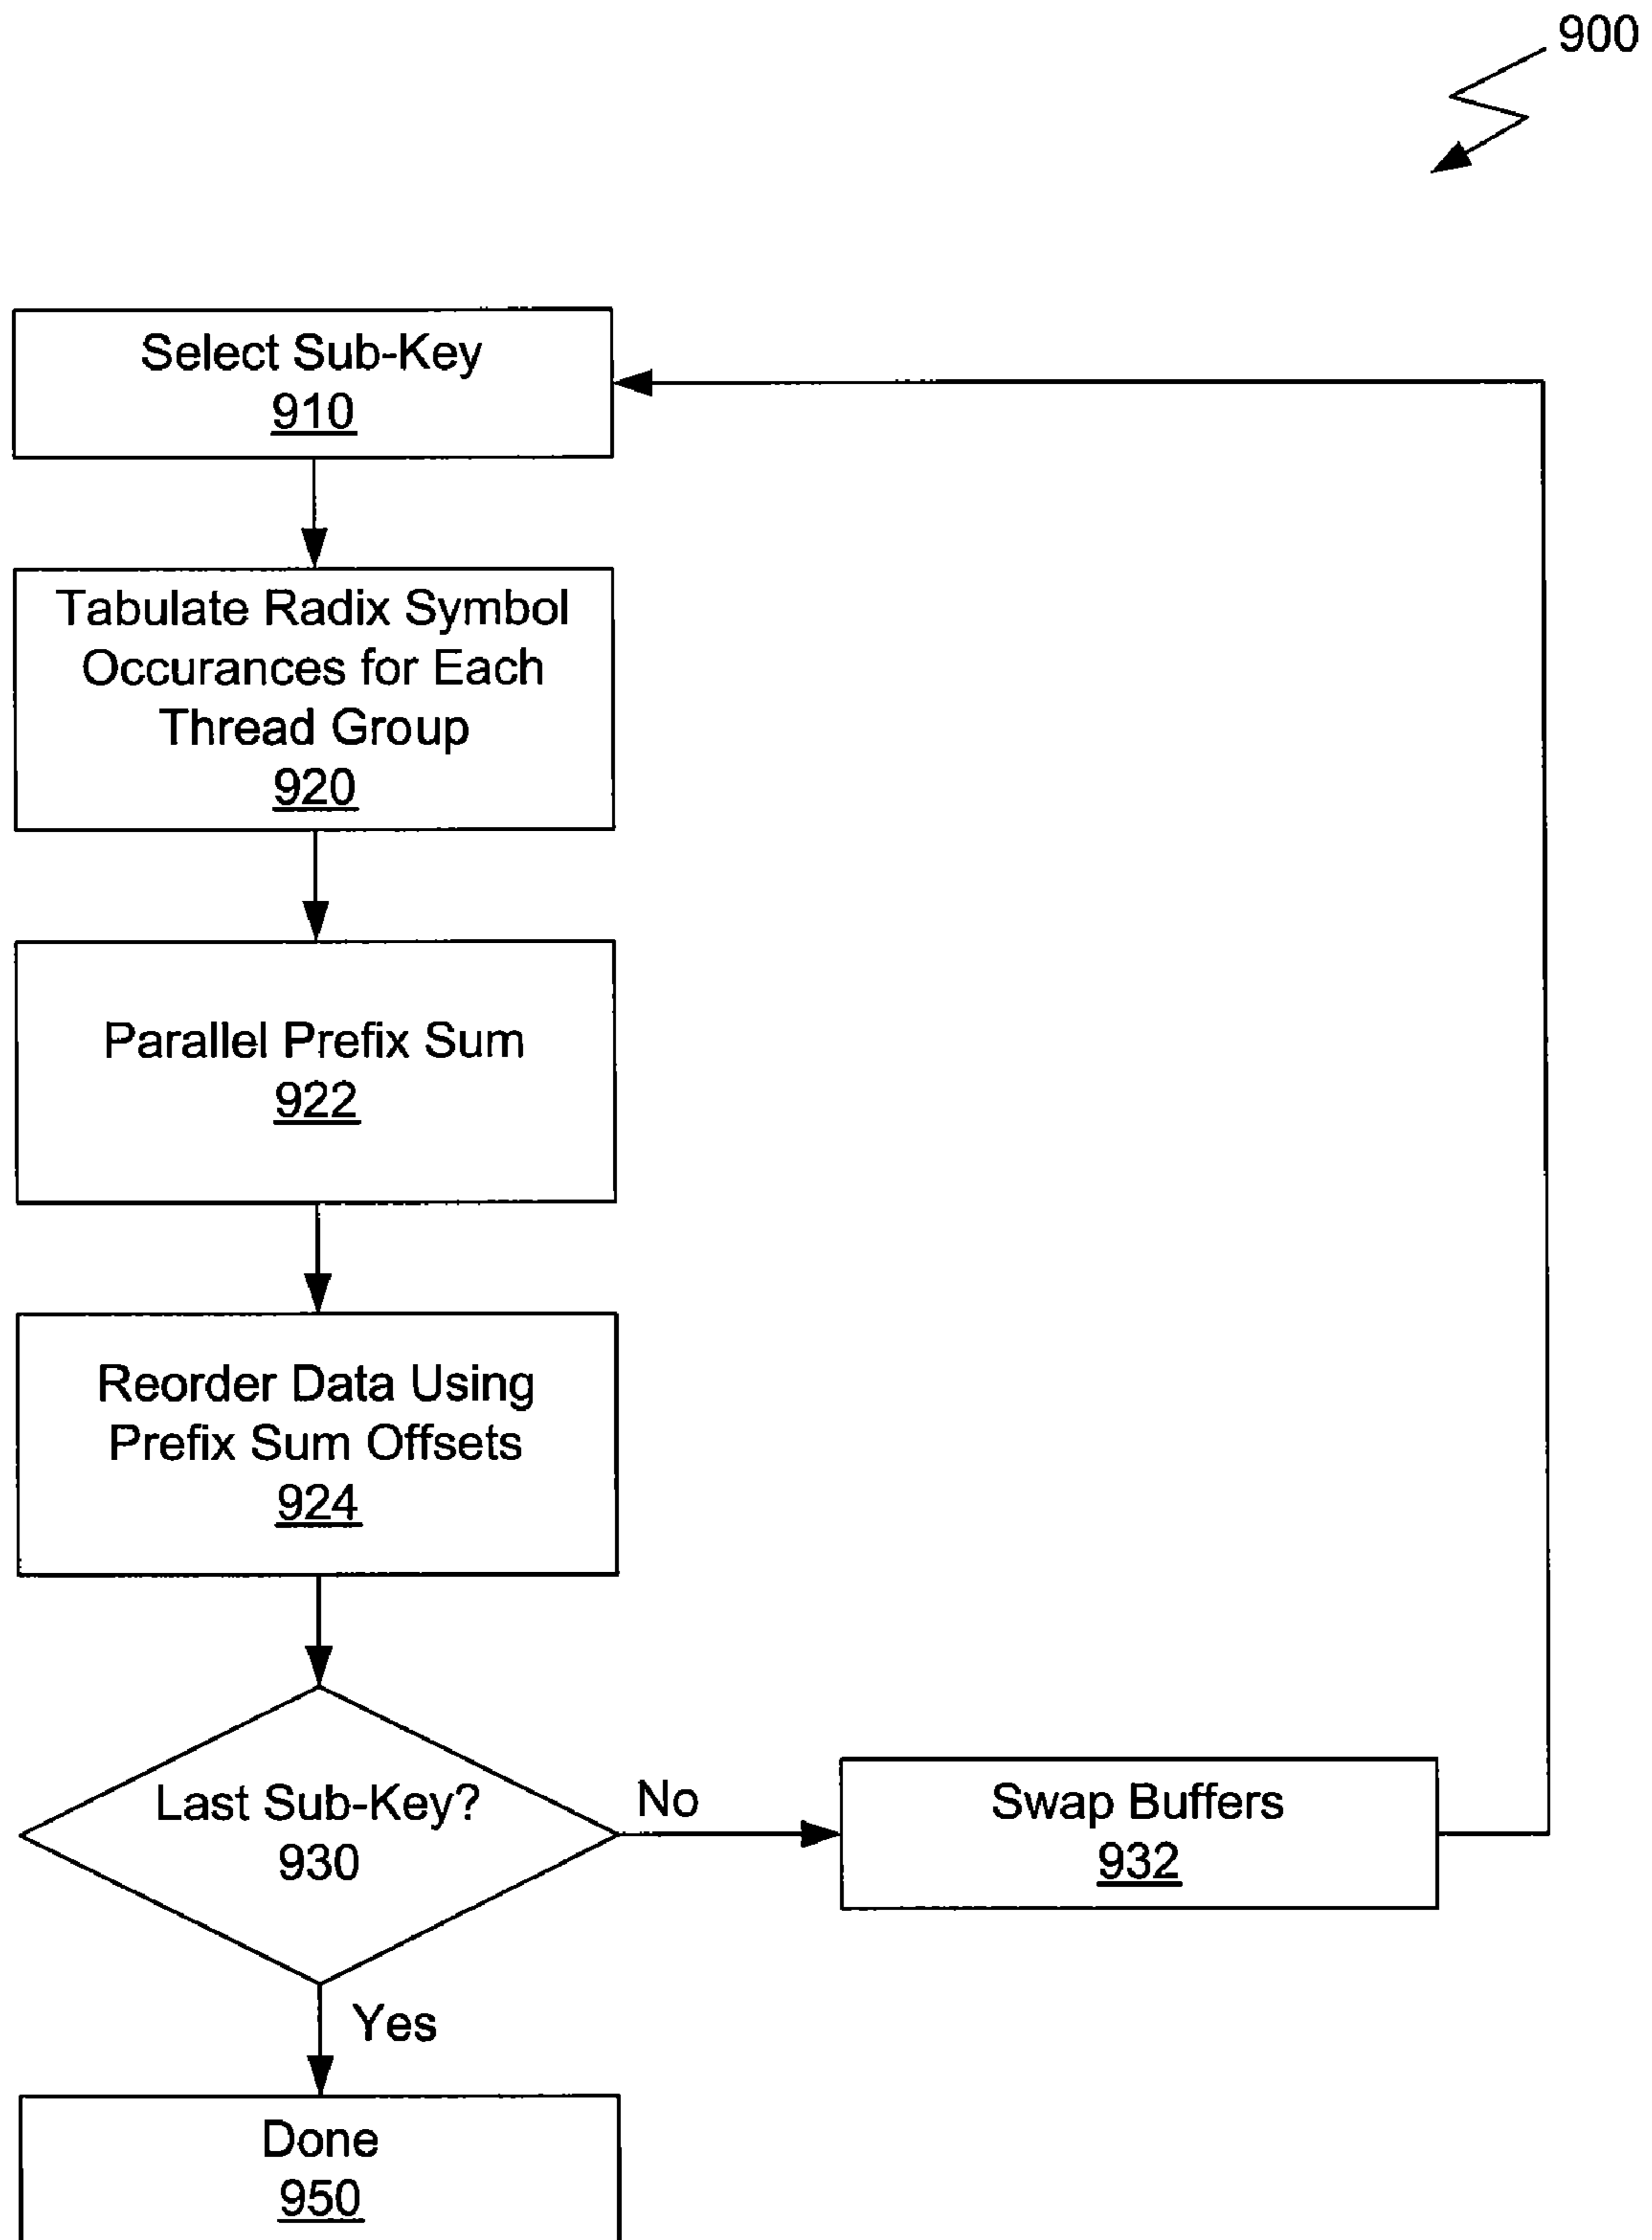 900
Select Sub-Key
910
Tabulate Radix Symbol
Occurances for Each
Thread Group
920
Parallel Prefix Sum
922
Reorder Data Using
Prefix Sum Offsets
924
Last Sub-Key?
930
No
Swap Buffers
932
Yes
Done
950